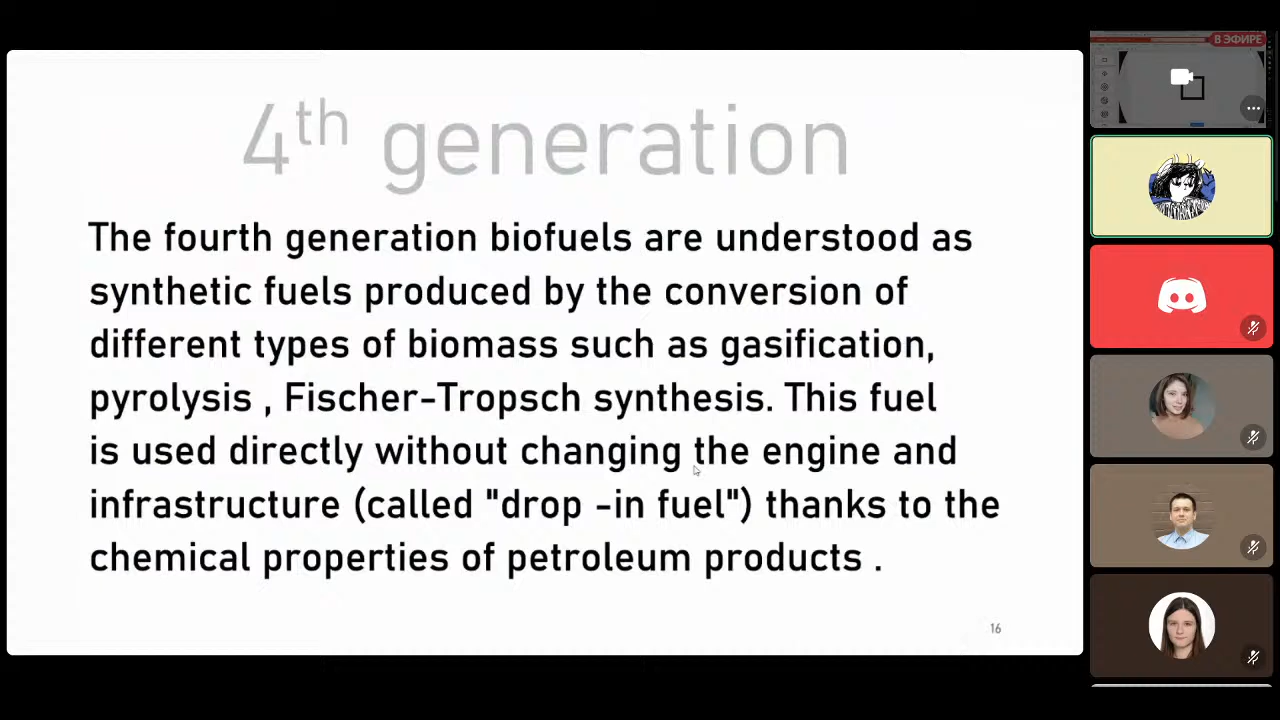 В ЭФИРЕ
4th generation
The fourth generation biofuels are understood as
synthetic fuels produced by the conversion of
different types of biomass such as gasification,
pyrolysis , Fischer-Tropsch synthesis. This fuel
is used directly without changing the engine and
infrastructure (called "drop -in fuel") thanks to the
chemical properties of petroleum products .
16